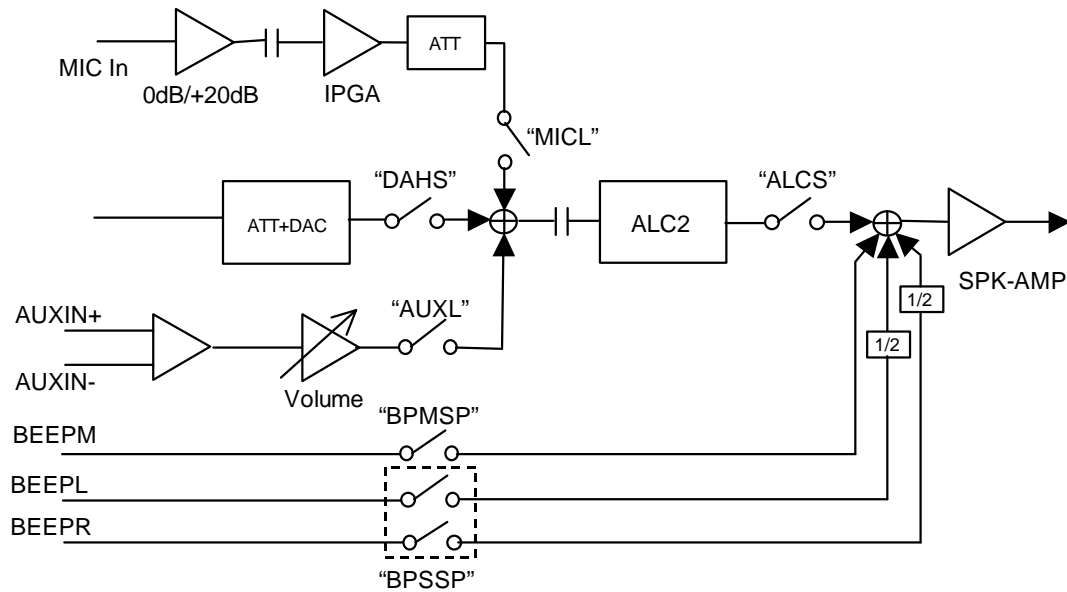 MIC In
0dB/+20dB
IPGA
ATT
“MICL”
“DAHS”
“ALCS”
ATT+DAC
ALC2
SPK-AMP
1/2
1/2
AUXIN+
AUXIN-
“AUXL”
Volume
“BPMSP”
BEEPM
BEEPL
BEEPR
“BPSSP”